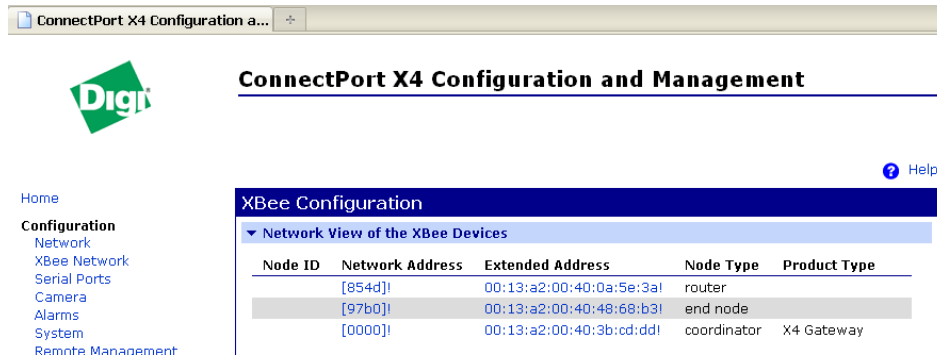 ConnectPort X4 Configuration a...
Digi
ConnectPort X4 Configuration and Management
Help
Home
Configuration
Network
XBee Network
Serial Ports
Camera
Alarms
System
Remote Management
XBee Configuration
Network View of the XBee Devices
Node ID Network Address Extended Address Node Type Product Type
[854d]! 00:13:a2:00:40:0a:5e:3a! router
[97b0]! 00:13:a2:00:40:48:68:b3! end node
[0000]! 00:13:a2:00:40:3b:cd:dd! coordinator X4 Gateway